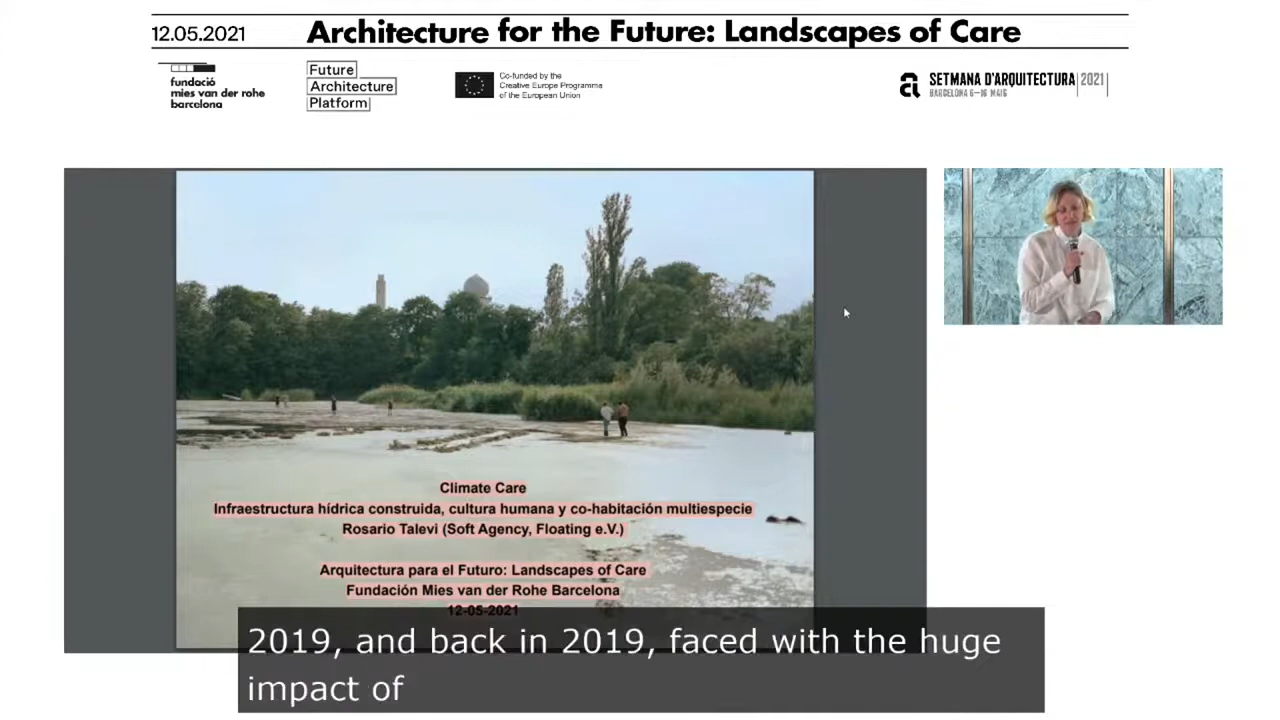 12.05.2021
Architecture for the Future: Landscapes of Care
fundació
mies van der rohe
barcelona
Future
Architecture
Platform
Co-funded by the
Creative Europe Programme
of the European Union
SETMANA D'ARQUITECTURA 2021
BARCELONA 6–16 MAIG
Climate Care
Infraestructura hídrica construida, cultura humana y co-habitación multiespecie
Rosario Talevi (Soft Agency, Floating e.V.)
Arquitectura para el Futuro: Landscapes of Care
Fundación Mies van der Rohe Barcelona
12-05-2021
2019, and back in 2019, faced with the huge
impact of